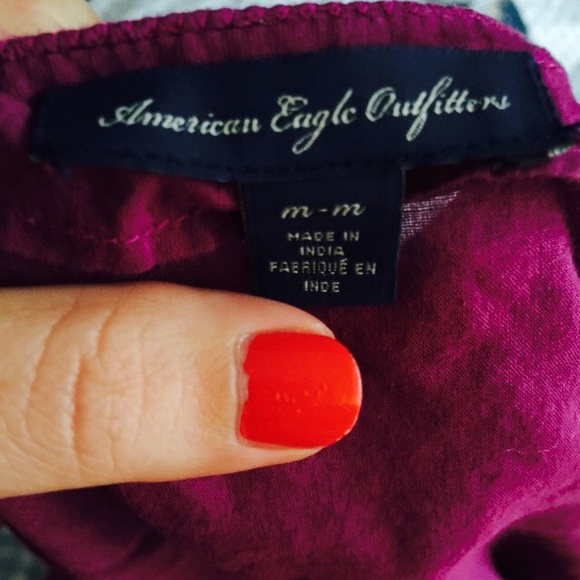 American Eagle Outfitters
m - m
MADE IN
INDIA
FABRIQUÉ EN
INDE